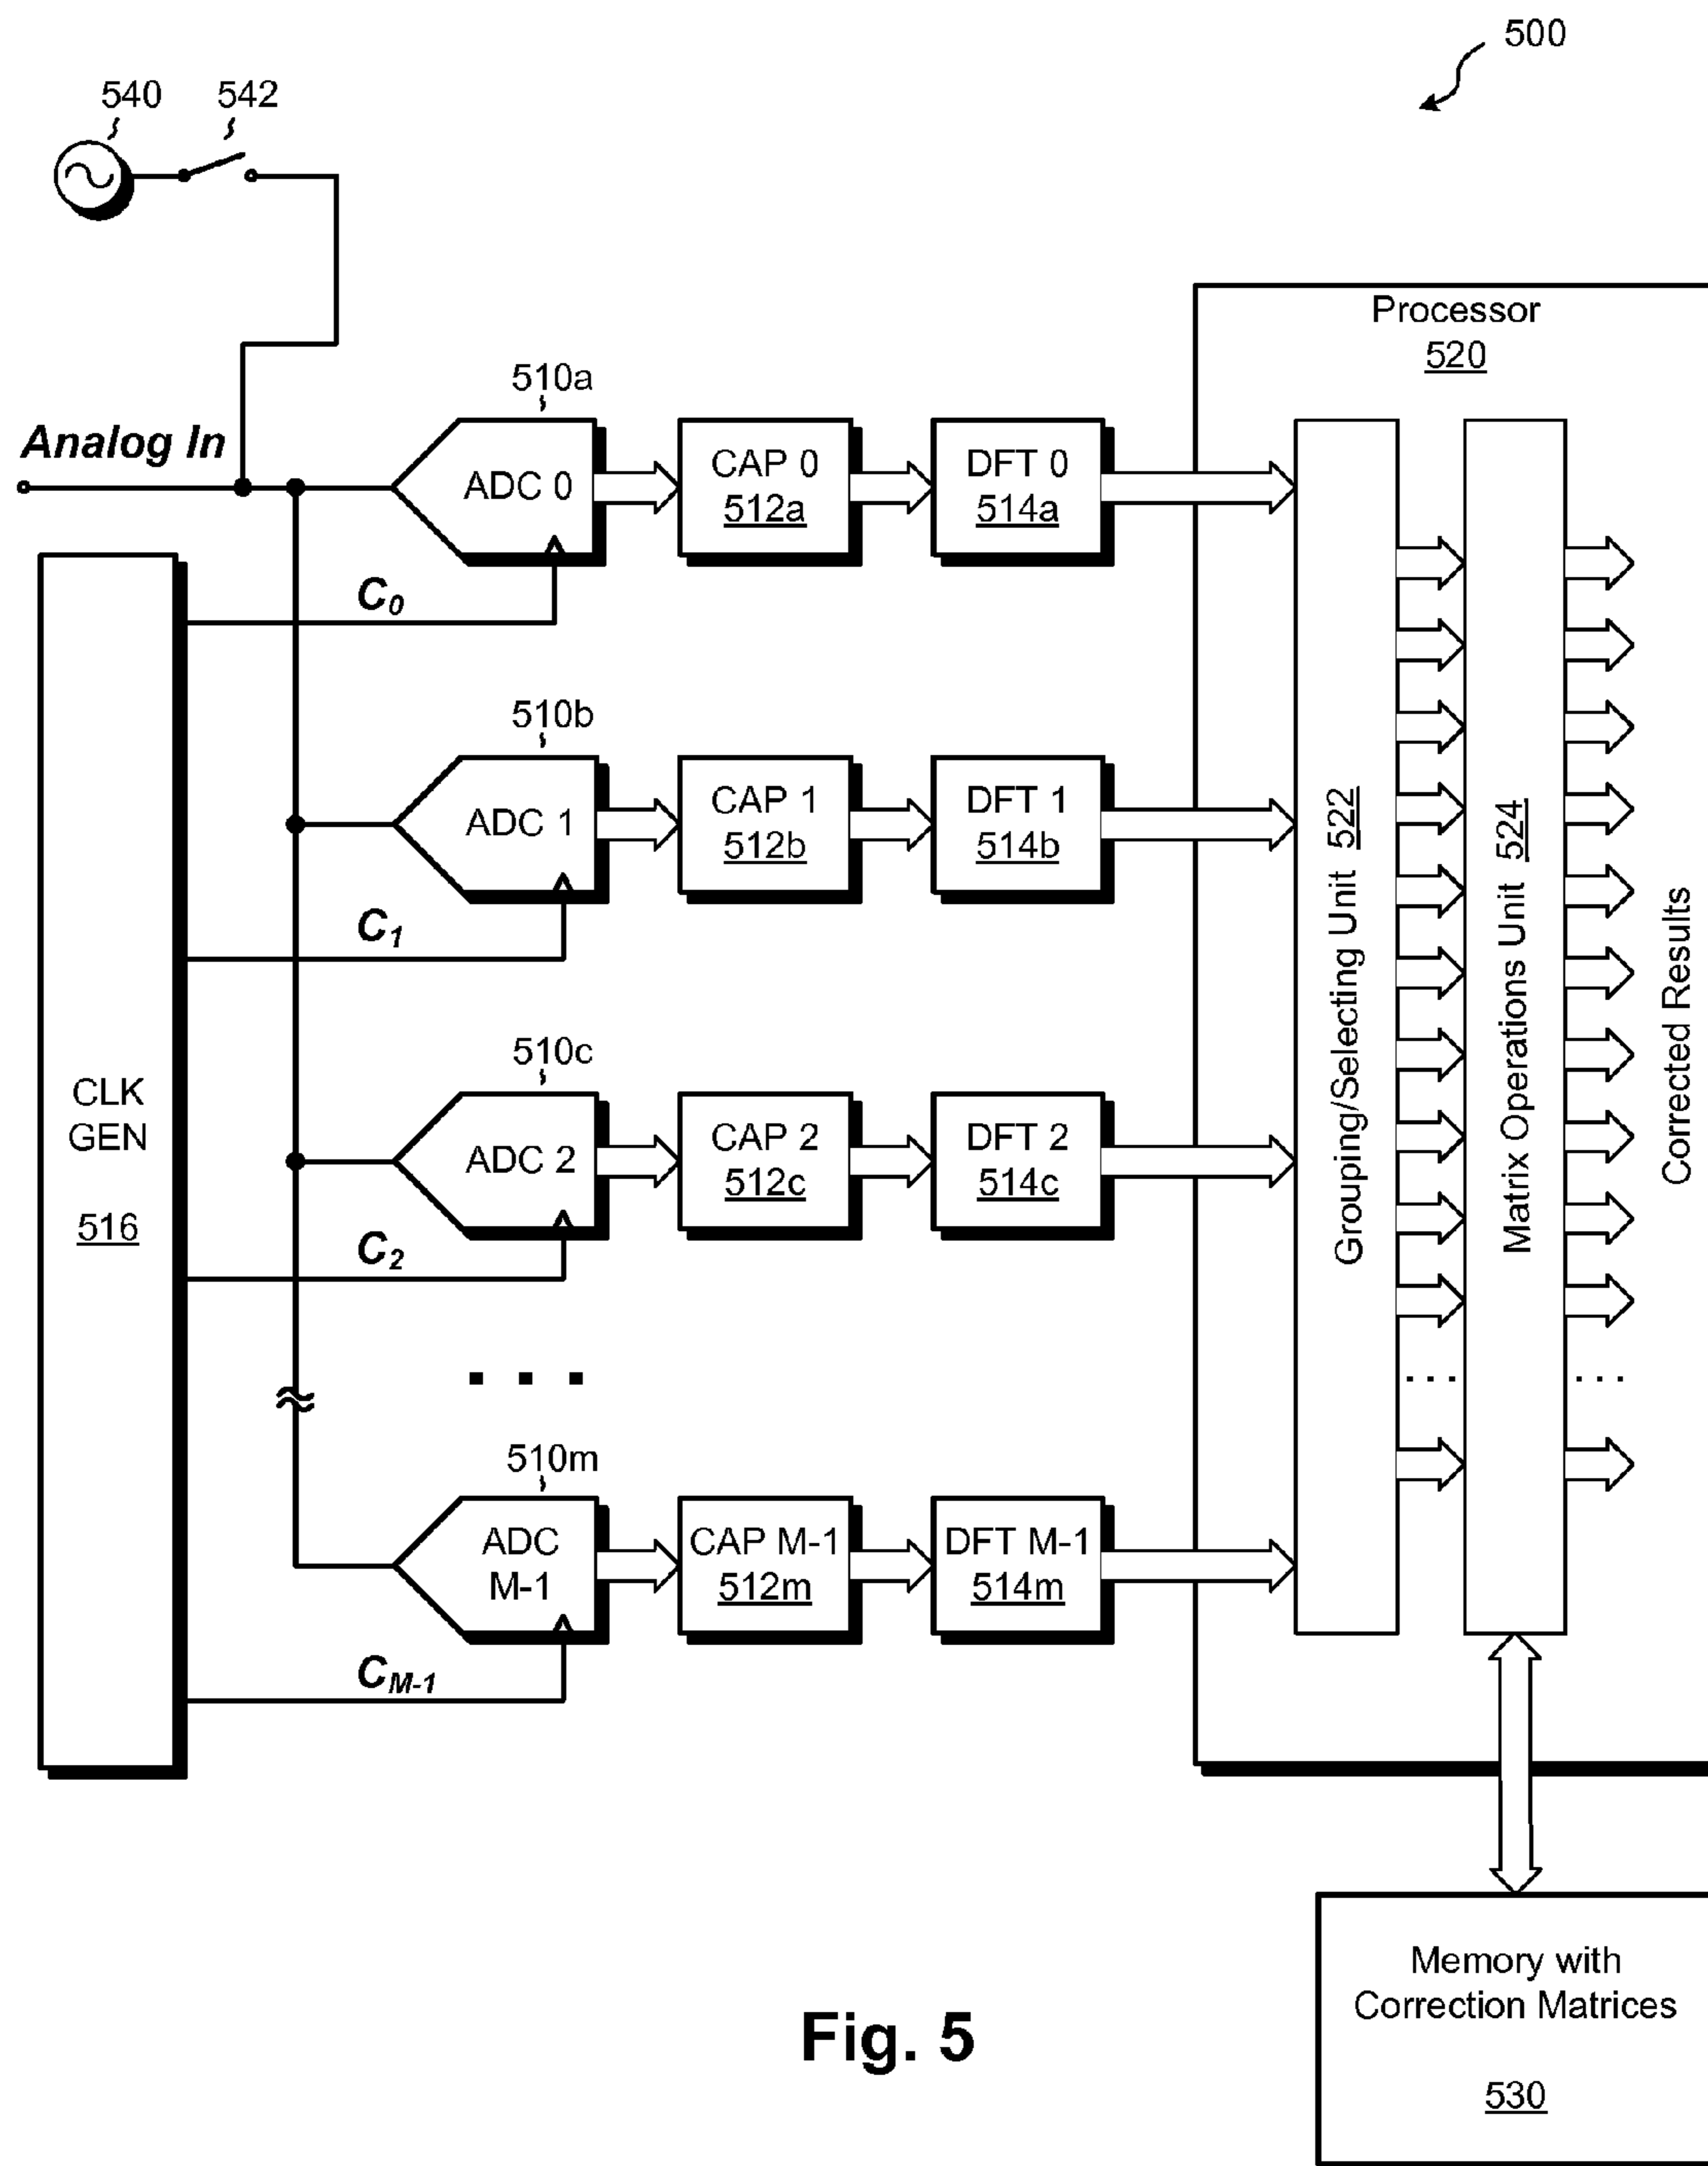 500
540
542
Processor
520
510a
Analog In
ADC 0
CAP 0
512a
DFT 0
514a
C0
510b
ADC 1
CAP 1
512b
DFT 1
514b
C1
Grouping/Selecting Unit 522
Matrix Operations Unit 524
Corrected Results
510c
CLK
GEN
516
ADC 2
CAP 2
512c
DFT 2
514c
C2
. . .
. . .
. . .
510m
ADC
M-1
CAP M-1
512m
DFT M-1
514m
CM-1
Memory with
Correction Matrices
530
Fig. 5